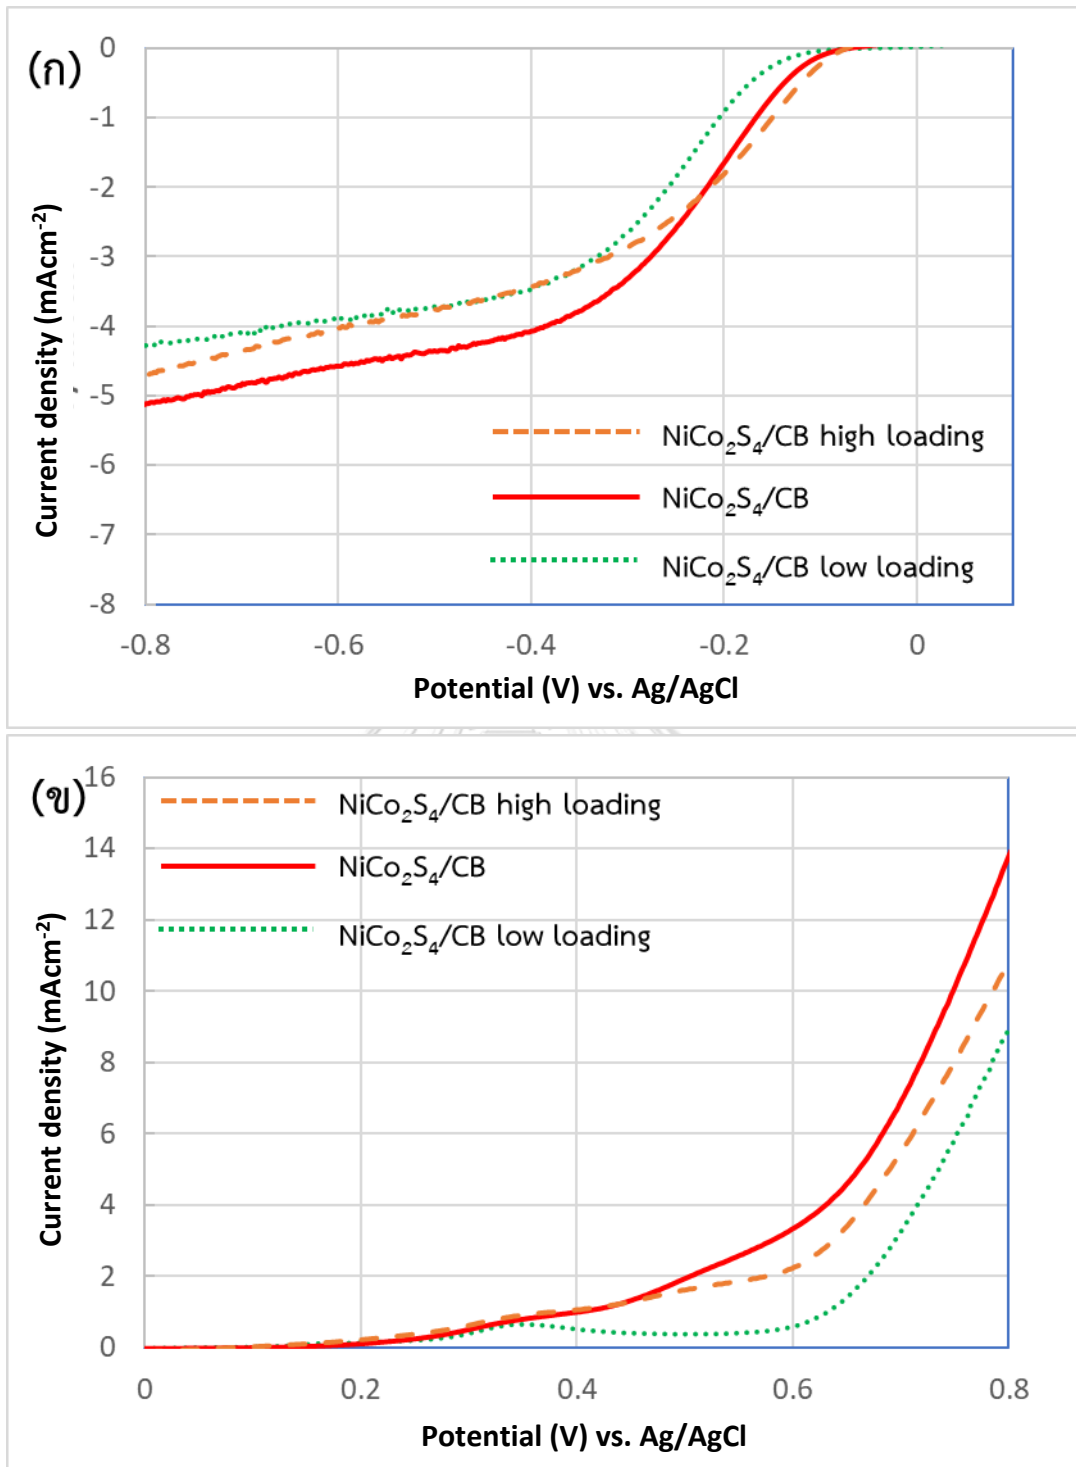 (ก)
0
-1
-2
-3
-4
-5
-6
-7
-8
Current density (mAcm⁻²)
NiCo₂S₄/CB high loading
NiCo₂S₄/CB
NiCo₂S₄/CB low loading
-0.8 -0.6 -0.4 -0.2 0
Potential (V) vs. Ag/AgCl
(ข)
16
14
12
10
8
6
4
2
0
Current density (mAcm⁻²)
NiCo₂S₄/CB high loading
NiCo₂S₄/CB
NiCo₂S₄/CB low loading
0 0.2 0.4 0.6 0.8
Potential (V) vs. Ag/AgCl